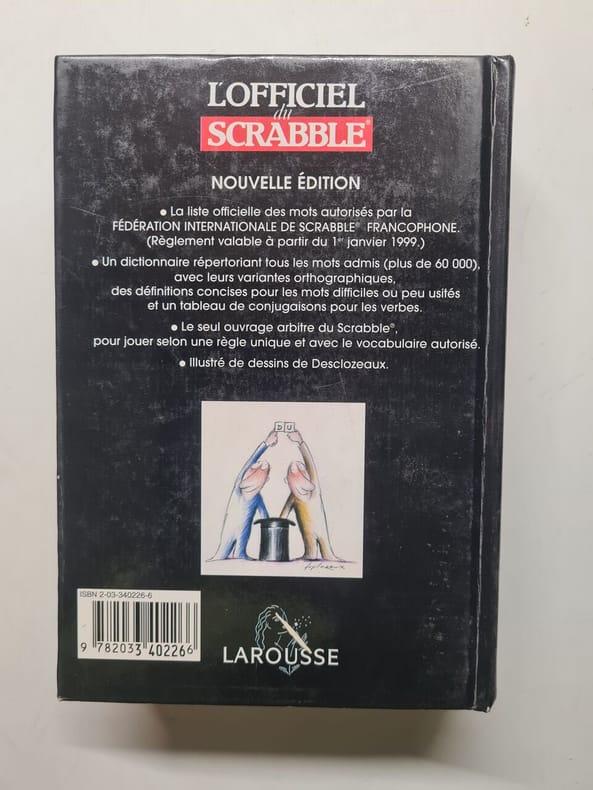 L'OFFICIEL
du
SCRABBLE®
NOUVELLE ÉDITION
● La liste officielle des mots autorisés par la
FÉDÉRATION INTERNATIONALE DE SCRABBLE® FRANCOPHONE.
(Règlement valable à partir du 1er janvier 1999.)
● Un dictionnaire répertoriant tous les mots admis (plus de 60 000),
avec leurs variantes orthographiques,
des définitions concises pour les mots difficiles ou peu usités
et un tableau de conjugaisons pour les verbes.
● Le seul ouvrage arbitre du Scrabble®,
pour jouer selon une règle unique et avec le vocabulaire autorisé.
● Illustré de dessins de Desclozeaux.
DU
ISBN 2-03-340226-6
9 782033 402266
LAROUSSE